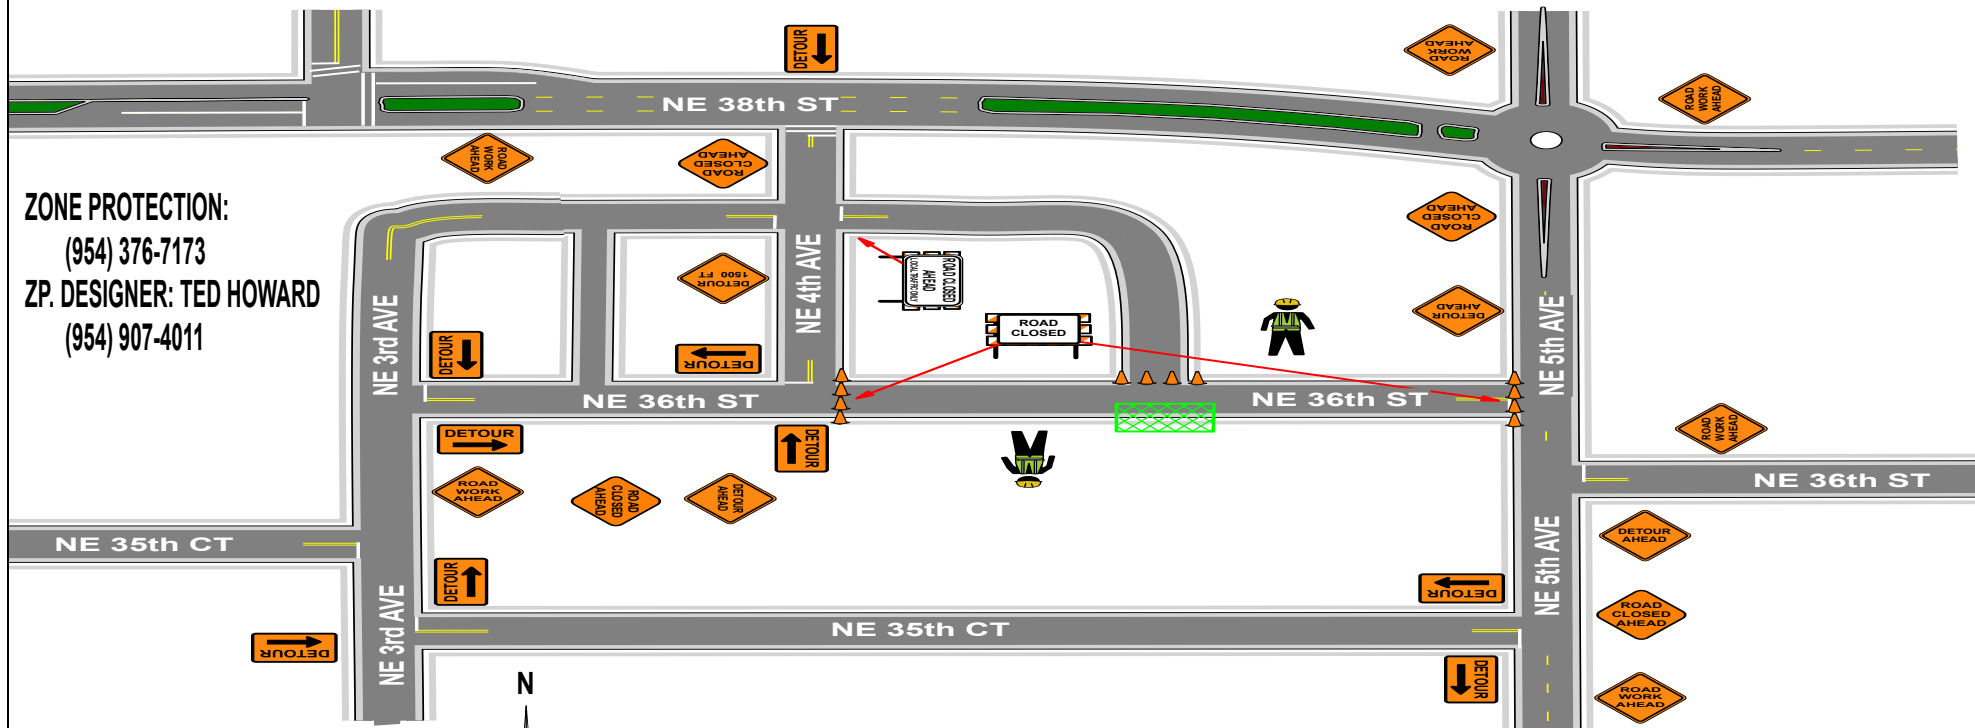 DETOUR
ROAD
WORK
AHEAD
ROAD
WORK
AHEAD
NE 38th ST
ROAD
WORK
AHEAD
ROAD
CLOSED
AHEAD
ZONE PROTECTION:
(954) 376-7173
ZP. DESIGNER: TED HOWARD
(954) 907-4011
ROAD
CLOSED
AHEAD
NE 4th AVE
DETOUR
1500 FT
ROAD CLOSED
AHEAD
LOCAL TRAFFIC ONLY
ROAD
CLOSED
DETOUR
AHEAD
NE 3rd AVE
NE 5th AVE
DETOUR
DETOUR
NE 36th ST
NE 36th ST
DETOUR
DETOUR
ROAD
WORK
AHEAD
ROAD
WORK
AHEAD
ROAD
CLOSED
AHEAD
DETOUR
AHEAD
NE 36th ST
NE 35th CT
DETOUR
AHEAD
NE 5th AVE
DETOUR
DETOUR
NE 3rd AVE
NE 35th CT
ROAD
CLOSED
AHEAD
DETOUR
DETOUR
ROAD
WORK
AHEAD
N